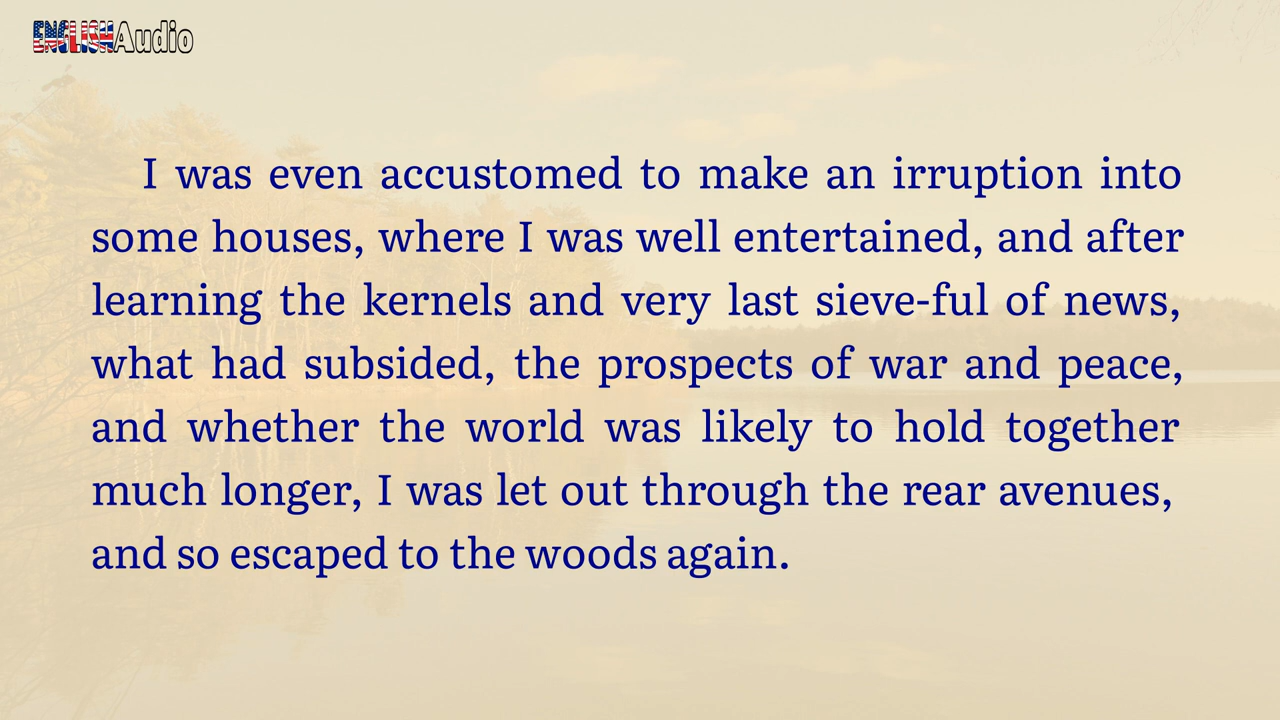 ENGLISHAudio
I was even accustomed to make an irruption into
some houses, where I was well entertained, and after
learning the kernels and very last sieve-ful of news,
what had subsided, the prospects of war and peace,
and whether the world was likely to hold together
much longer, I was let out through the rear avenues,
and so escaped to the woods again.